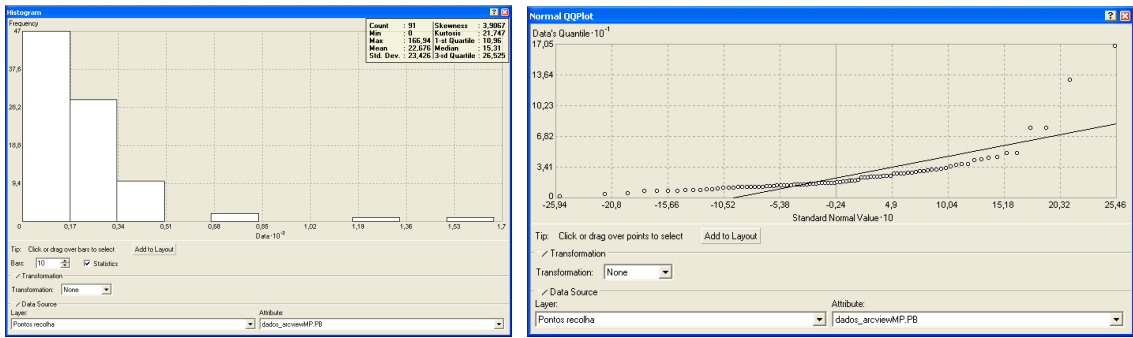 Histogram
Frequency
Count : 91 Skewness : 3,9067
Min : 0 Kurtosis : 21,747
Max : 166,94 1-st Quartile : 10,96
Mean : 22,676 Median : 15,31
Std. Dev. : 23,426 3-rd Quartile : 26,525
47
37,6
28,2
18,8
9,4
0 0,17 0,34 0,51 0,68 0,85 1,02 1,19 1,36 1,53 1,7
Data·10⁻²
Tip: Click or drag over bars to select Add to Layout
Bars: 10 Statistics
Transformation
Transformation: None
Data Source
Layer: Attribute:
Pontos recolha dados_arcviewMP.PB
Normal QQPlot
Data's Quantile·10⁻¹
17,05
13,64
10,23
6,82
3,41
0
-25,94 -20,8 -15,66 -10,52 -5,38 -0,24 4,9 10,04 15,18 20,32 25,46
Standard Normal Value·10
Tip: Click or drag over points to select Add to Layout
Transformation
Transformation: None
Data Source
Layer: Attribute:
Pontos recolha dados_arcviewMP.PB